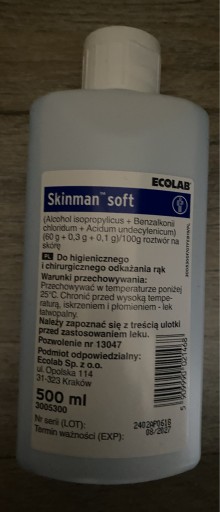 ECOLAB
Skinman™ soft
(Alcohol isopropylicus + Benzalkonii
chloridum + Acidum undecylenicum)
(60 g + 0,3 g + 0,1 g)/100g roztwór na
skórę
PL Do higienicznego
i chirurgicznego odkażania rąk
Warunki przechowywania:
Przechowywać w temperaturze poniżej
25°C. Chronić przed wysoką tempe-
raturą, iskrzeniem i płomieniem - lek
łatwopalny.
Należy zapoznać się z treścią ulotki
przed zastosowaniem leku.
Pozwolenie nr 13047
Podmiot odpowiedzialny:
Ecolab Sp. z o.o.
ul. Opolska 114
31-323 Kraków
500 ml
3005300
Nr serii (LOT): 2402AP0618
Termin ważności (EXP): 08/2027